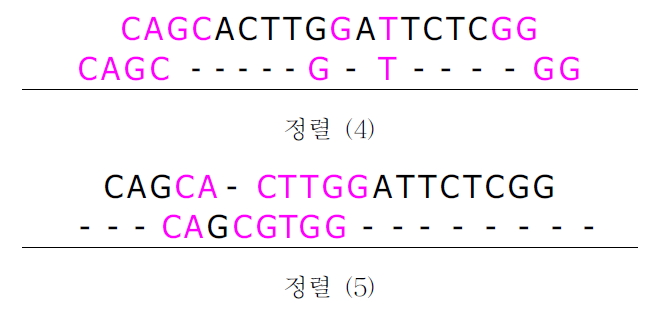 CAGCACTTGGATTCTCGG
CAGC - - - - - G - T - - - - GG
정렬 (4)
CAGCA - CTTGGATTCTCGG
- - - CAGCGTGG - - - - - - - -
정렬 (5)